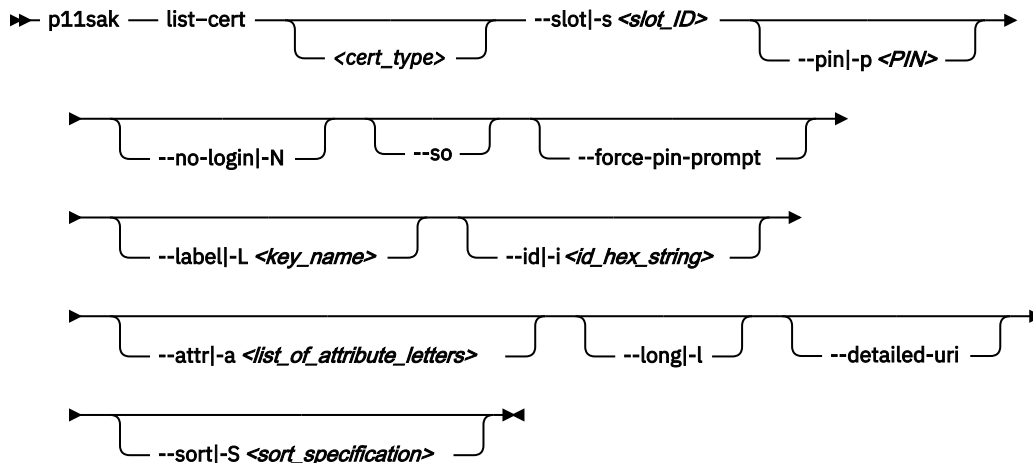 p11sak list-cert <cert_type> --slot|-s <slot_ID> --pin|-p <PIN>
--no-login|-N --so --force-pin-prompt
--label|-L <key_name> --id|-i <id_hex_string>
--attr|-a <list_of_attribute_letters> --long|-l --detailed-uri
--sort|-S <sort_specification>